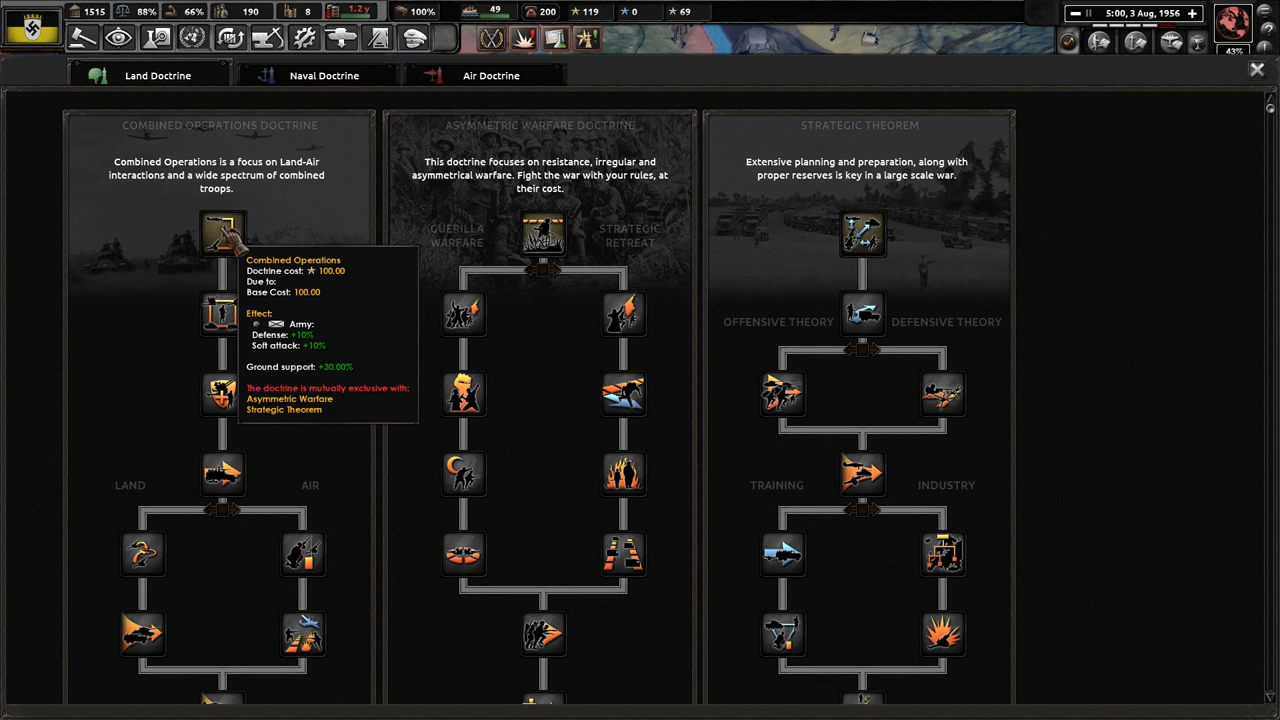 1515 88% 66% 190 8 1.2 y 100% 49 200 119 0 69 5:00, 3 Aug, 1956
43%
Land Doctrine Naval Doctrine Air Doctrine
COMBINED OPERATIONS DOCTRINE
Combined Operations is a focus on Land-Air
interactions and a wide spectrum of combined
troops.
Combined Operations
Doctrine cost: 100.00
Due to:
Base Cost: 100.00
Effect:
Army:
Defense: +10%
Soft attack: +10%
Ground support: +30.00%
The doctrine is mutually exclusive with:
Asymmetric Warfare
Strategic Theorem
LAND AIR
ASYMMETRIC WARFARE DOCTRINE
This doctrine focuses on resistance, irregular and
asymmetrical warfare. Fight the war with your rules, at
their cost.
GUERILLA
WARFARE
STRATEGIC
RETREAT
STRATEGIC THEOREM
Extensive planning and preparation, along with
proper reserves is key in a large scale war.
OFFENSIVE THEORY DEFENSIVE THEORY
TRAINING INDUSTRY